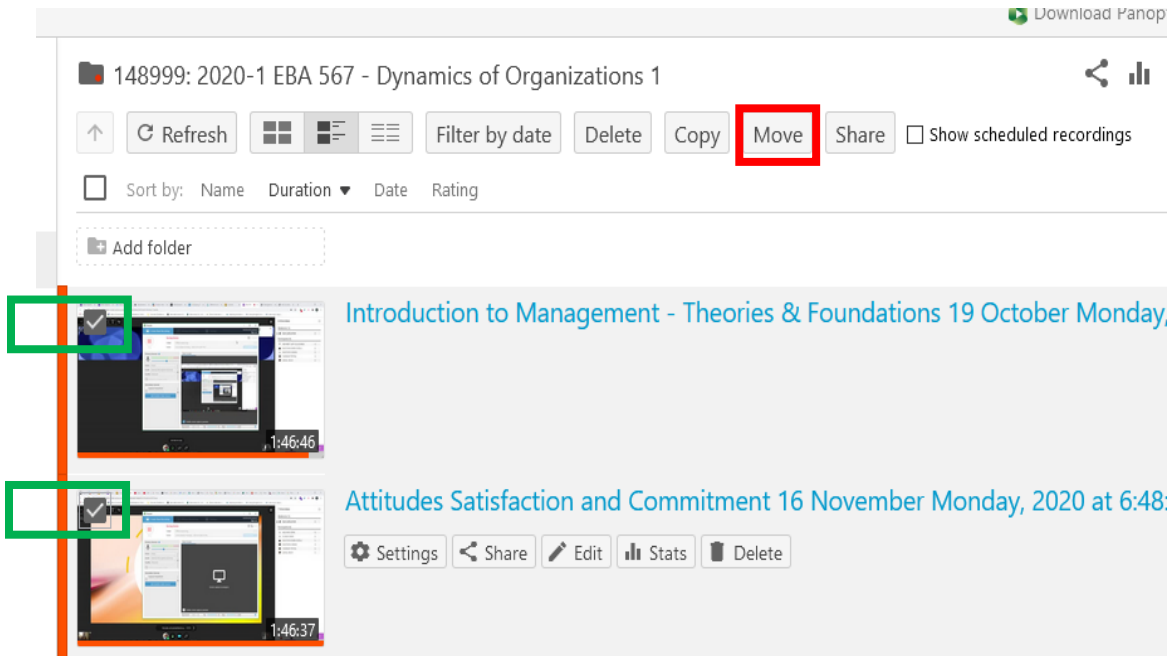 Download Panop
148999: 2020-1 EBA 567 - Dynamics of Organizations 1
Refresh Filter by date Delete Copy Move Share Show scheduled recordings
Sort by: Name Duration Date Rating
Add folder
Introduction to Management - Theories & Foundations 19 October Monday,
1:46:46
Attitudes Satisfaction and Commitment 16 November Monday, 2020 at 6:48:
Settings Share Edit Stats Delete
1:46:37